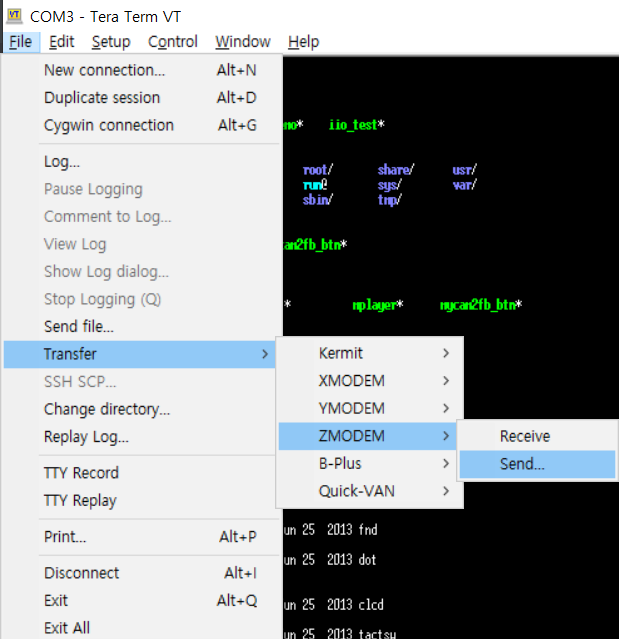 COM3 - Tera Term VT
File Edit Setup Control Window Help
New connection... Alt+N
Duplicate session Alt+D
Cygwin connection Alt+G
Log...
Pause Logging
Comment to Log...
View Log
Show Log dialog...
Stop Logging (Q)
Send file...
Transfer
SSH SCP...
Change directory...
Replay Log...
TTY Record
TTY Replay
Print... Alt+P
Disconnect Alt+I
Exit Alt+Q
Exit All
Kermit
XMODEM
YMODEM
ZMODEM
B-Plus
Quick-VAN
Receive
Send...
mo* iio_test*
root/ share/ usr/
run@ sys/ var/
sbin/ tmp/
can2fb_btn*
* mplayer* mycan2fb_btn*
un 25 2013 fnd
un 25 2013 dot
un 25 2013 clcd
un 25 2013 tactsw